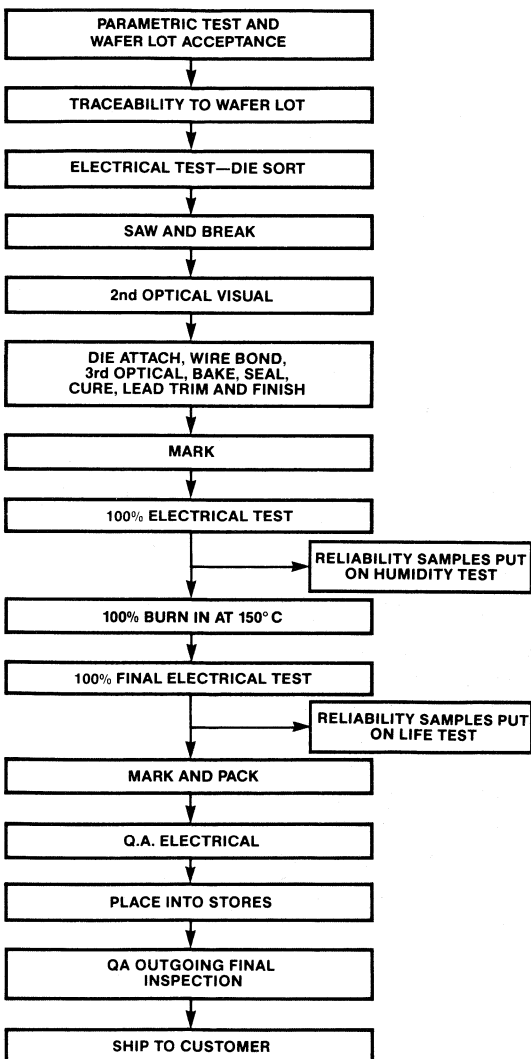 PARAMETRIC TEST AND
WAFER LOT ACCEPTANCE
TRACEABILITY TO WAFER LOT
ELECTRICAL TEST—DIE SORT
SAW AND BREAK
2nd OPTICAL VISUAL
DIE ATTACH, WIRE BOND,
3rd OPTICAL, BAKE, SEAL,
CURE, LEAD TRIM AND FINISH
MARK
100% ELECTRICAL TEST
RELIABILITY SAMPLES PUT
ON HUMIDITY TEST
100% BURN IN AT 150° C
100% FINAL ELECTRICAL TEST
RELIABILITY SAMPLES PUT
ON LIFE TEST
MARK AND PACK
Q.A. ELECTRICAL
PLACE INTO STORES
QA OUTGOING FINAL
INSPECTION
SHIP TO CUSTOMER